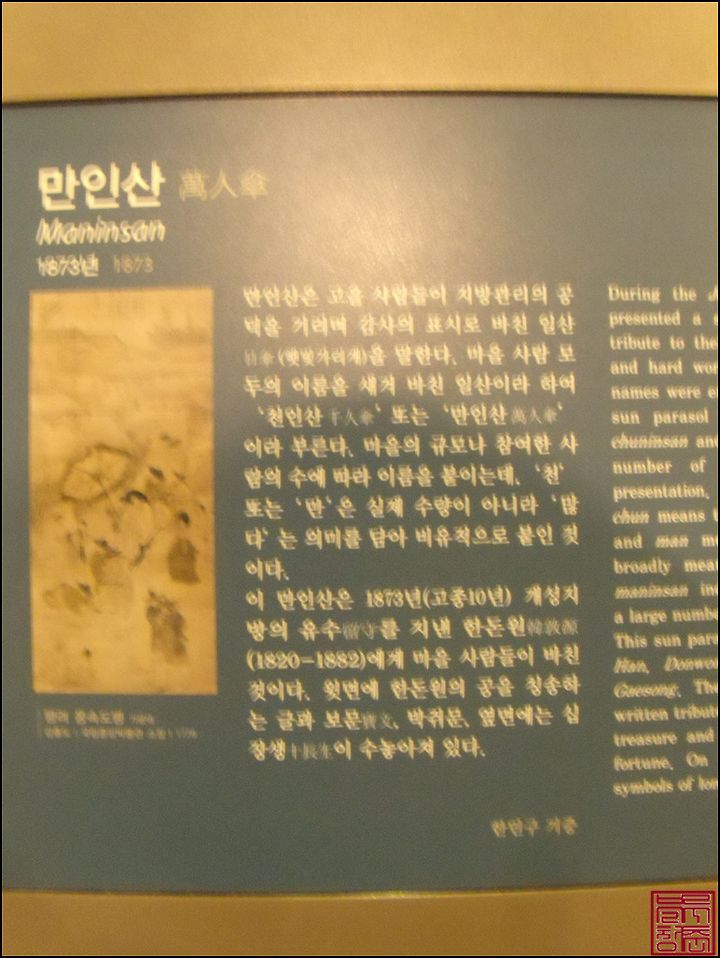 만인산 萬人傘
Maninsan
1873년 1873
만인산은 고을 사람들이 지방관리의 공
덕을 기리며 감사의 표시로 바친 일산
日傘(햇빛가리개)을 말한다. 마을 사람 모
두의 이름을 새겨 바친 일산이라 하여
‘천인산千人傘’ 또는 ‘만인산萬人傘’
이라 부른다. 마을의 규모나 참여한 사
람의 수에 따라 이름을 붙이는데, ‘천’
또는 ‘만’은 실제 수량이 아니라 ‘많
다’는 의미를 담아 비유적으로 붙인 것
이다.
이 만인산은 1873년(고종10년) 개성지
방의 유수留守를 지낸 한돈원韓敦源
(1820-1882)에게 마을 사람들이 바친
것이다. 윗면에 한돈원의 공을 칭송하
는 글과 보문寶文, 박쥐문, 옆면에는 십
장생十長生이 수놓아져 있다.
기증
During the
presented a
tribute to the
and hard
names were
sun parasol
chuninsan and
number of
presentation,
chun means
and man
broadly
maninsan
a large
This sun
Han, 
Gaesong. 
written
treasure and
fortune. On
symbols of